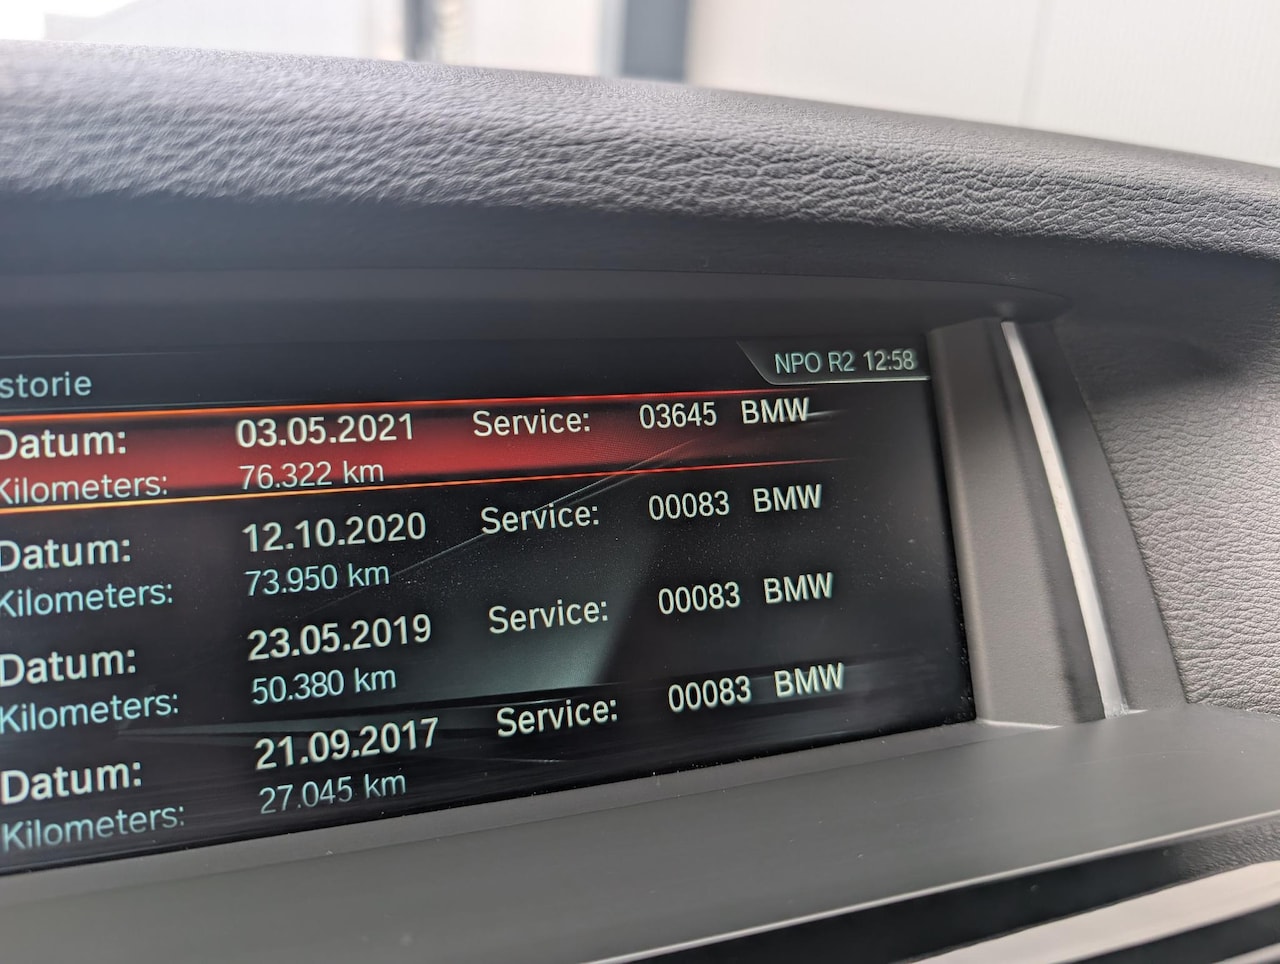 storie
NPO R2 12:58
Datum: 03.05.2021 Service: 03645 BMW
Kilometers: 76.322 km
Datum: 12.10.2020 Service: 00083 BMW
Kilometers: 73.950 km
Datum: 23.05.2019 Service: 00083 BMW
Kilometers: 50.380 km
Datum: 21.09.2017 Service: 00083 BMW
Kilometers: 27.045 km